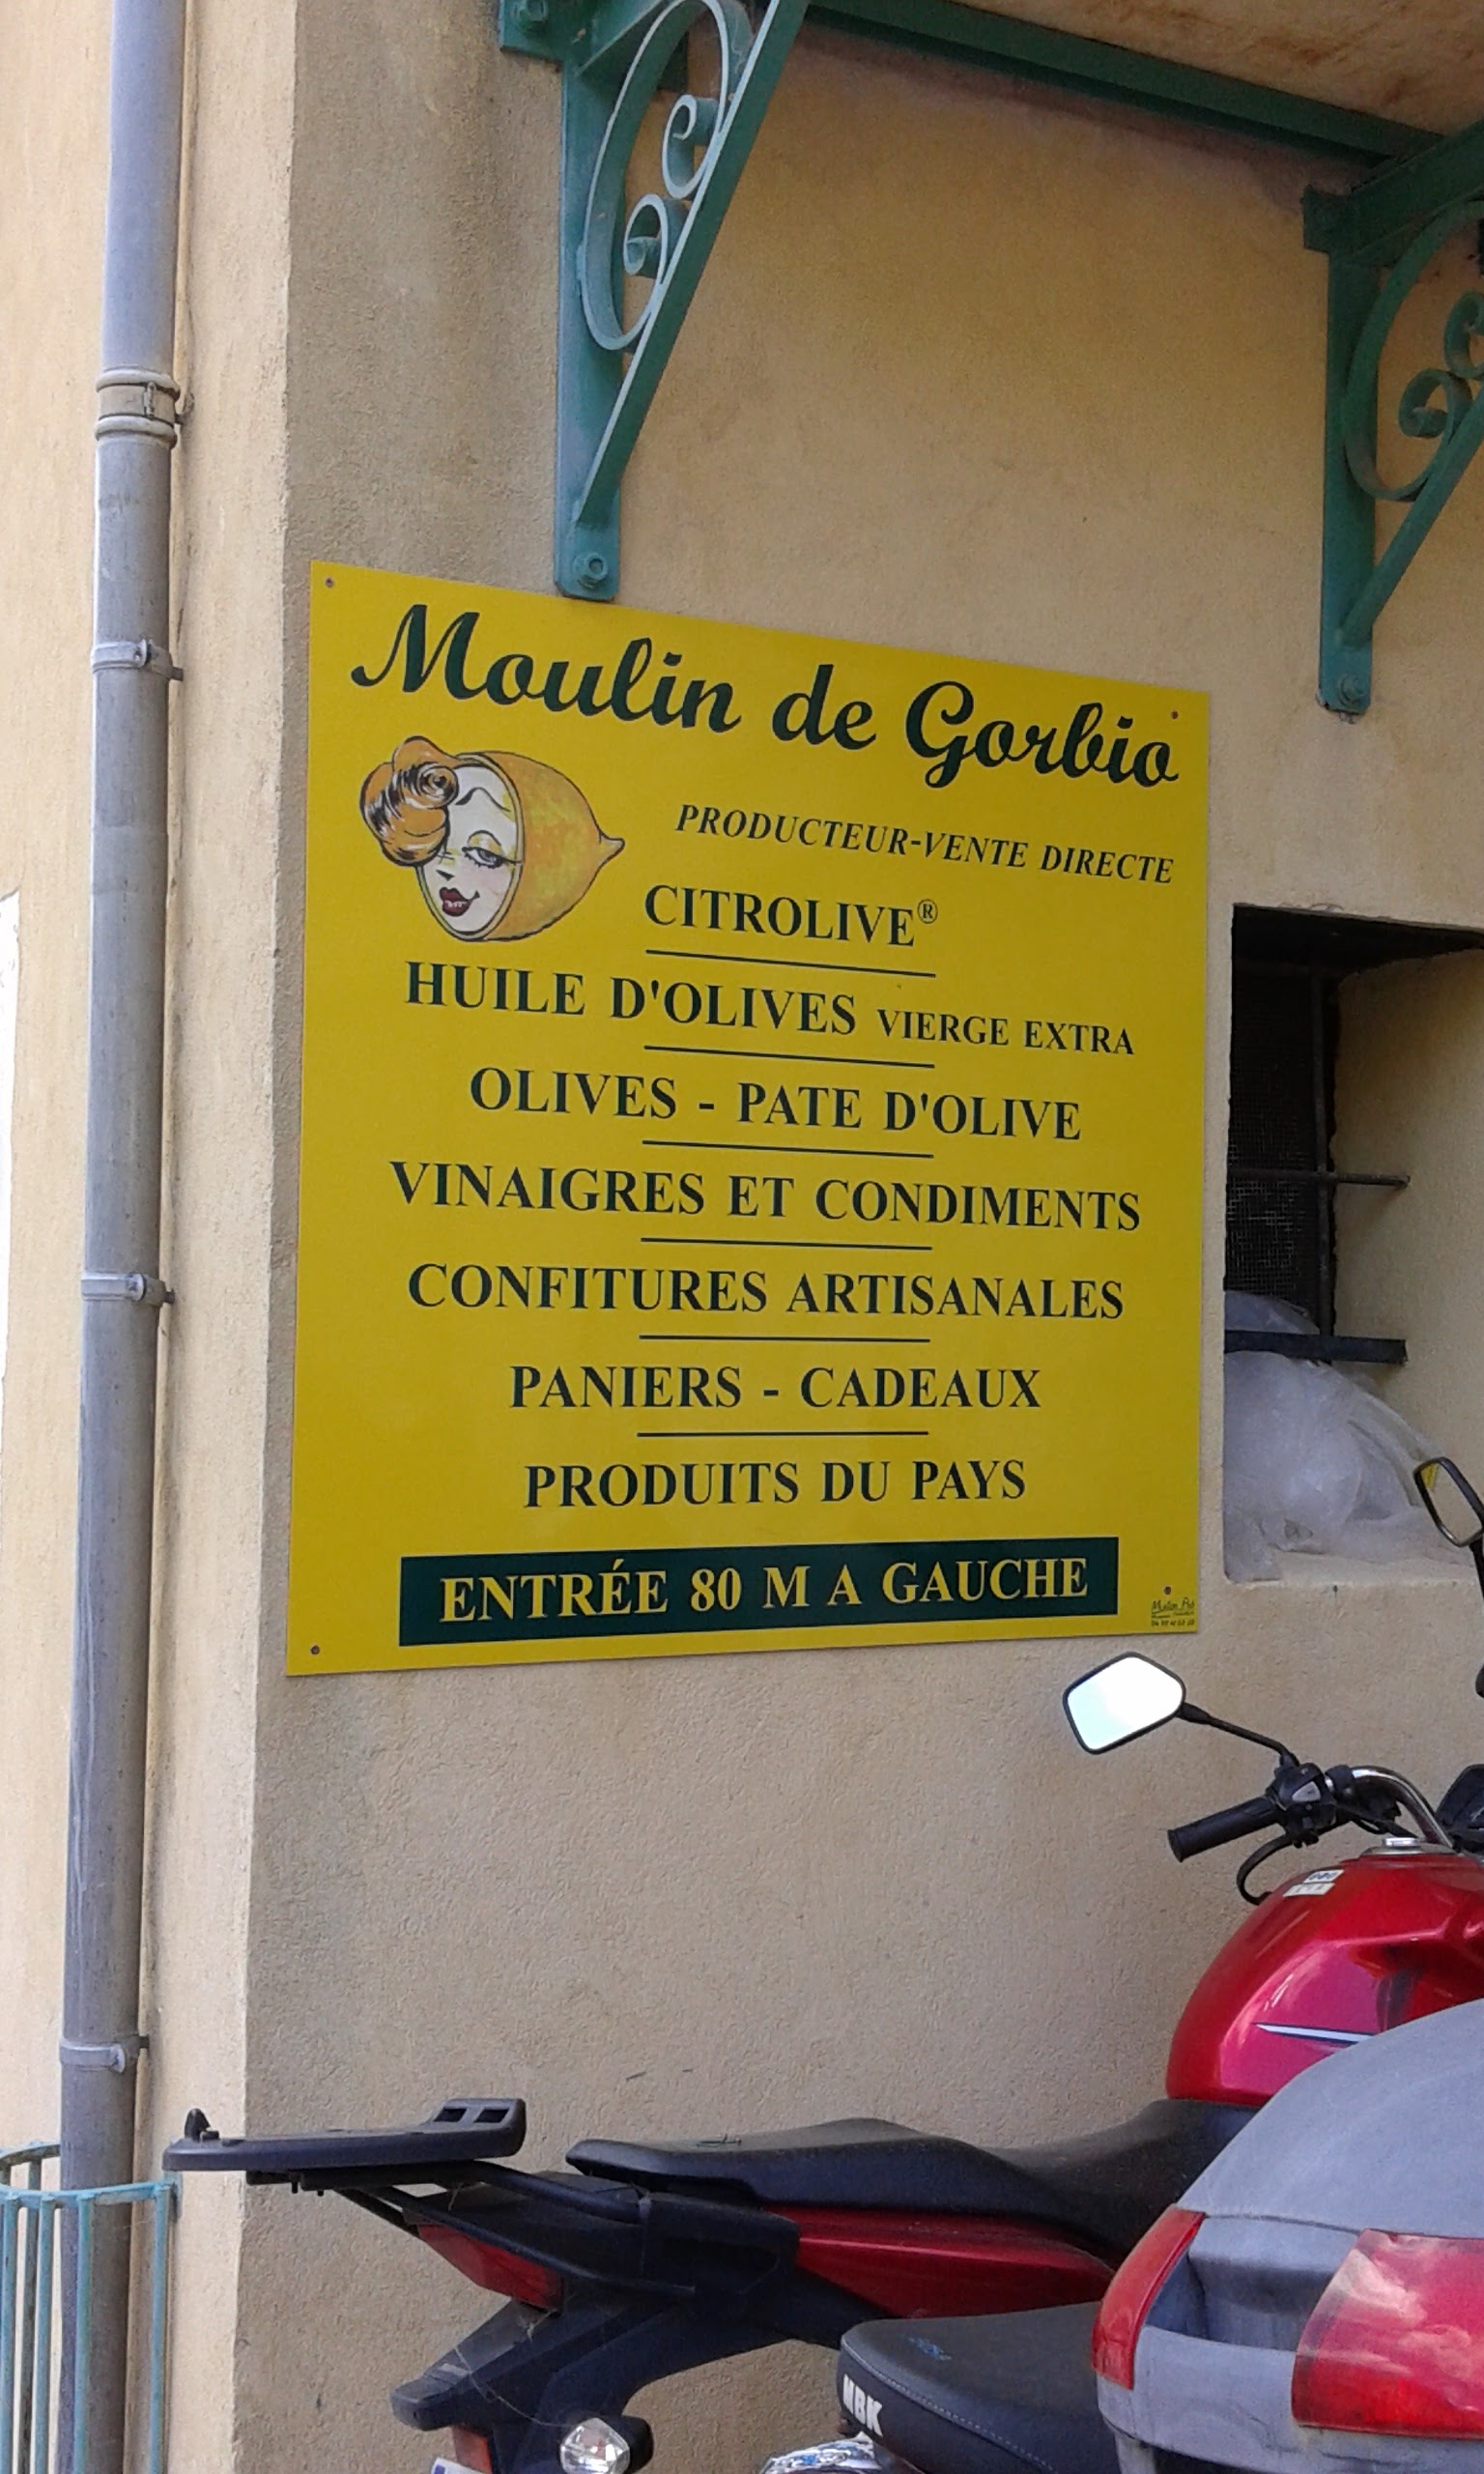 Moulin de Gorbio
PRODUCTEUR-VENTE DIRECTE
CITROLIVE®
HUILE D'OLIVES VIERGE EXTRA
OLIVES - PATE D'OLIVE
VINAIGRES ET CONDIMENTS
CONFITURES ARTISANALES
PANIERS - CADEAUX
PRODUITS DU PAYS
ENTRÉE 80 M A GAUCHE
MBK